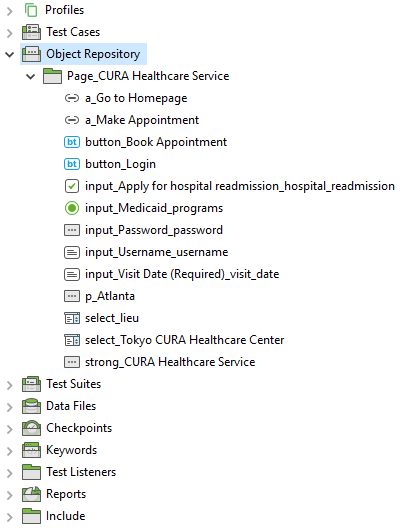 Profiles
Test Cases
Object Repository
Page_CURA Healthcare Service
a_Go to Homepage
a_Make Appointment
bt button_Book Appointment
bt button_Login
input_Apply for hospital readmission_hospital_readmission
input_Medicaid_programs
input_Password_password
input_Username_username
input_Visit Date (Required)_visit_date
p_Atlanta
select_lieu
select_Tokyo CURA Healthcare Center
strong_CURA Healthcare Service
Test Suites
Data Files
Checkpoints
Keywords
Test Listeners
Reports
Include